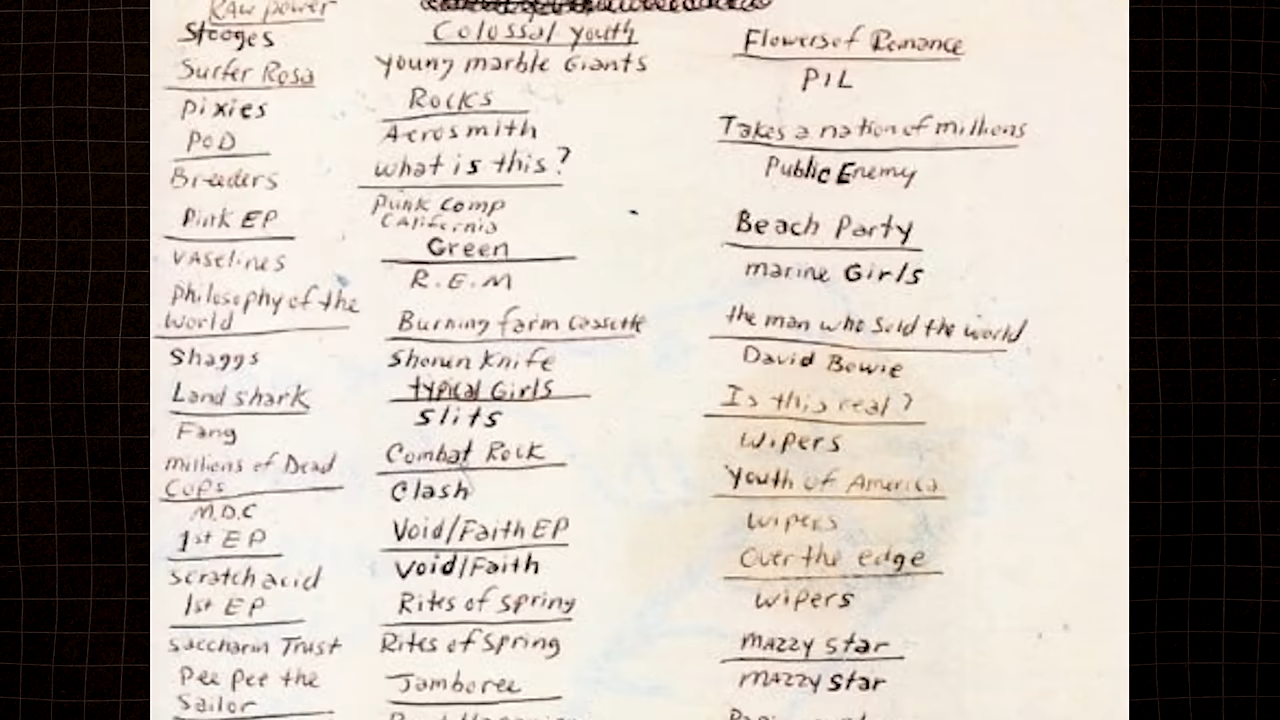 Raw power
Stooges
Surfer Rosa
Pixies
PoD
Breeders
Pink EP
Vaselines
Philosophy of the
World
Shaggs
Land shark
Fang
millions of Dead
Cops
M.D.C
1st EP
scratch acid
1st EP
Saccharin Trust
Pee Pee the
Sailor
Colossal youth
young marble Giants
Rocks
Aerosmith
What is this?
Punk Comp
California
Green
R.E.M
Burning farm Cassette
Shonen Knife
typical Girls
Slits
Combat Rock
Clash
Void/Faith EP
Void/Faith
Rites of Spring
Rites of Spring
Jamboree
Flowers of Romance
PIL
Takes a nation of millions
Public Enemy
Beach Party
marine Girls
the man who sold the world
David Bowie
Is this real?
Wipers
Youth of America
Wipers
Over the edge
Wipers
Mazzy Star
Mazzy Star